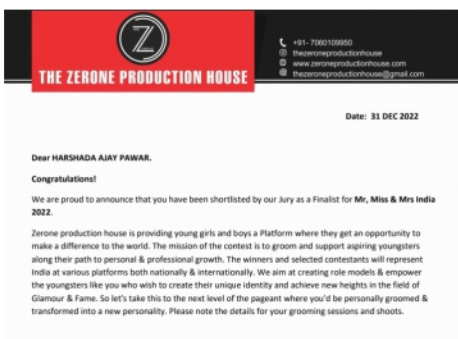 Z
THE ZERONE PRODUCTION HOUSE
+91- 7060109950
thezeroneproductionhouse
www.zeroneproductionhouse.com
thezeroneproductionhouse@gmail.com
Date: 31 DEC 2022
Dear HARSHADA AJAY PAWAR.
Congratulations!
We are proud to announce that you have been shortlisted by our Jury as a Finalist for Mr, Miss & Mrs India
2022.
Zerone production house is providing young girls and boys a Platform where they get an opportunity to
make a difference to the world. The mission of the contest is to groom and support aspiring youngsters
along their path to personal & professional growth. The winners and selected contestants will represent
India at various platforms both nationally & internationally. We aim at creating role models & empower
the youngsters like you who wish to create their unique identity and achieve new heights in the field of
Glamour & Fame. So let's take this to the next level of the pageant where you'd be personally groomed &
transformed into a new personality. Please note the details for your grooming sessions and shoots.